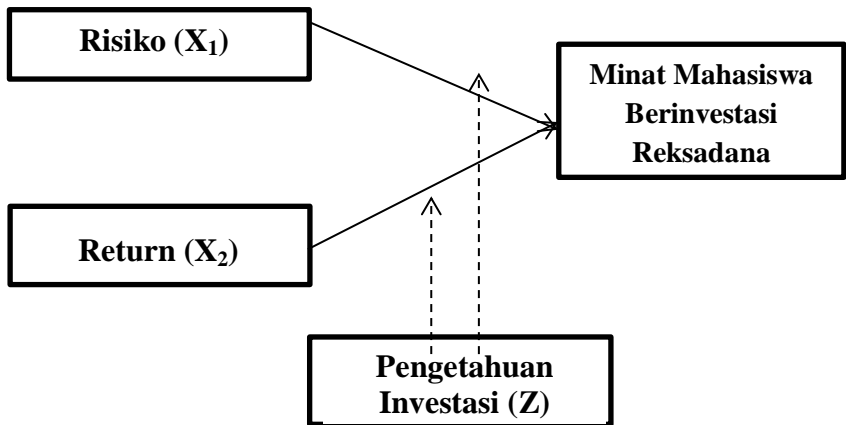 Risiko (X₁)
Minat Mahasiswa
Berinvestasi
Reksadana
Return (X₂)
Pengetahuan
Investasi (Z)